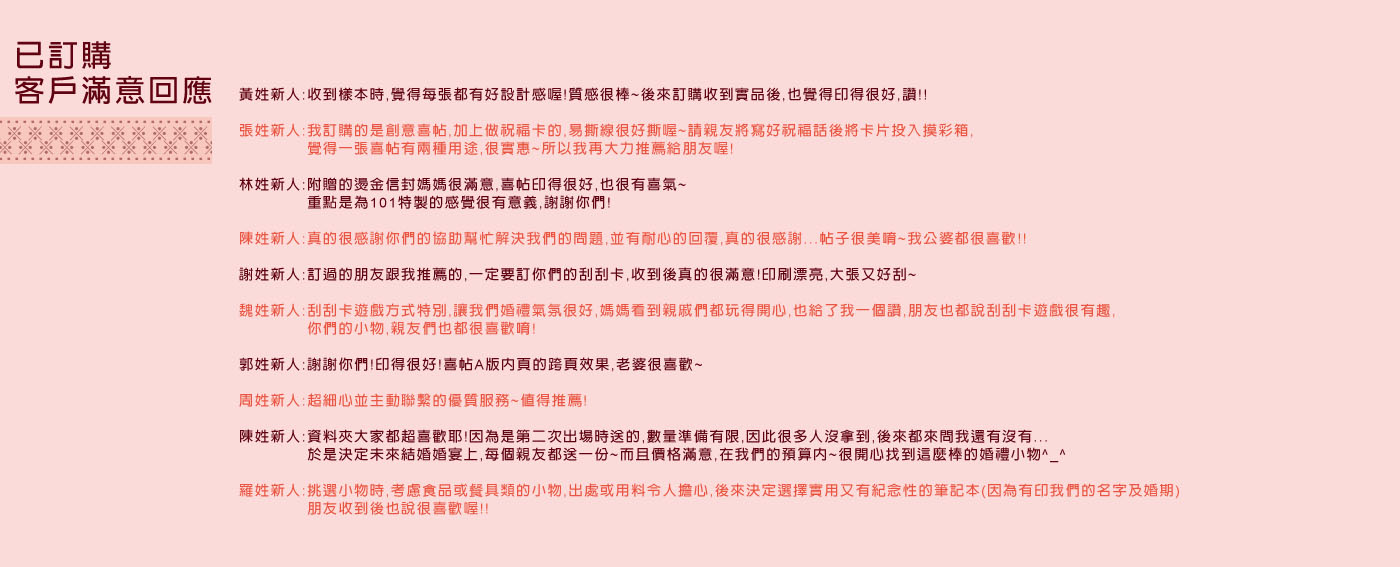 已訂購
客戶滿意回應
黃姓新人:收到樣本時,覺得每張都有好設計感喔!質感很棒~後來訂購收到實品後,也覺得印得很好,讚!!
張姓新人:我訂購的是創意喜帖,加上做祝福卡的,易撕線很好撕喔~請親友將寫好祝福話後將卡片投入摸彩箱,
覺得一張喜帖有兩種用途,很實惠~所以我再大力推薦給朋友喔!
林姓新人:附贈的燙金信封媽媽很滿意,喜帖印得很好,也很有喜氣~
重點是為101特製的感覺很有意義,謝謝你們!
陳姓新人:真的很感謝你們的協助幫忙解決我們的問題,並有耐心的回覆,真的很感謝...帖子很美唷~我公婆都很喜歡!!
謝姓新人:訂過的朋友跟我推薦的,一定要訂你們的刮刮卡,收到後真的很滿意!印刷漂亮,大張又好刮~
魏姓新人:刮刮卡遊戲方式特別,讓我們婚禮氣氛很好,媽媽看到親戚們都玩得開心,也給了我一個讚,朋友也都說刮刮卡遊戲很有趣,
你們的小物,親友們也都很喜歡唷!
郭姓新人:謝謝你們!印得很好!喜帖A版內頁的跨頁效果,老婆很喜歡~
周姓新人:超細心並主動聯繫的優質服務~值得推薦!
陳姓新人:資料夾大家都超喜歡耶!因為是第二次出場時送的,數量準備有限,因此很多人沒拿到,後來都來問我還有沒有...
於是決定未來結婚婚宴上,每個親友都送一份~而且價格滿意,在我們的預算內~很開心找到這麼棒的婚禮小物^_^
羅姓新人:挑選小物時,考慮食品或餐具類的小物,出處或用料令人擔心,後來決定選擇實用又有紀念性的筆記本(因為有印我們的名字及婚期)
朋友收到後也說很喜歡喔!!